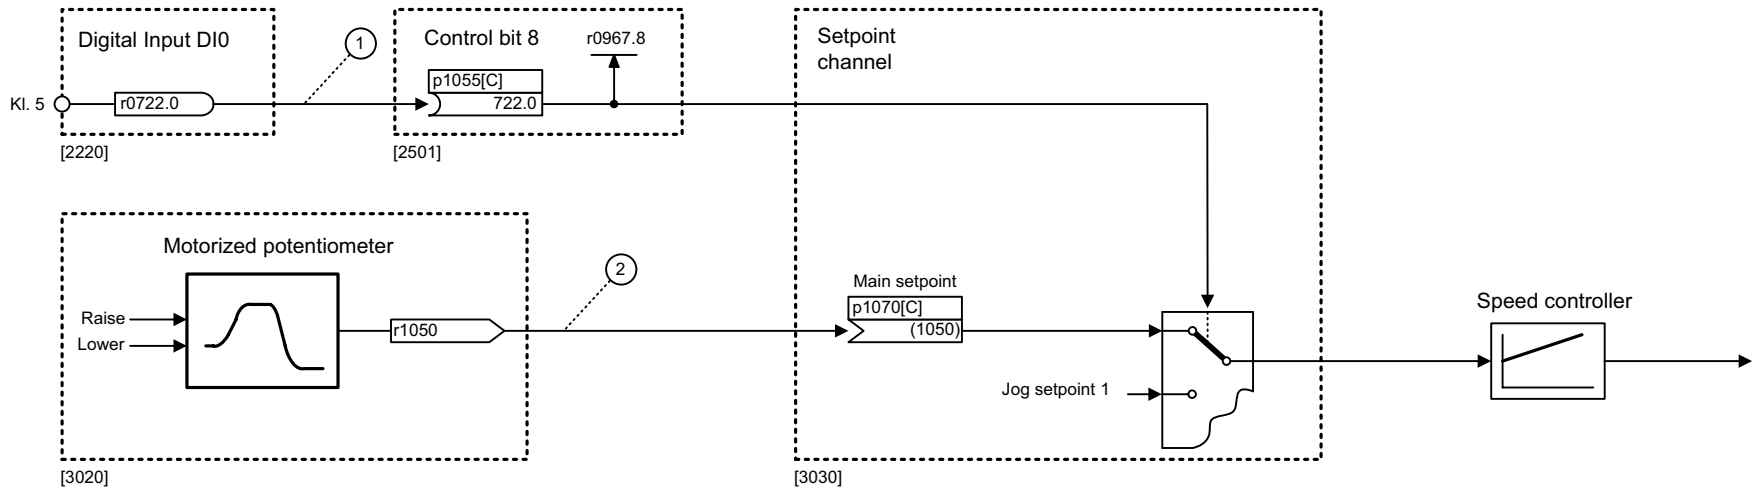 Digital Input DI0
1
Control bit 8
r0967.8
Setpoint
channel
p1055[C]
Kl. 5
r0722.0
722.0
[2220]
[2501]
Motorized potentiometer
2
Main setpoint
p1070[C]
Speed controller
Raise
r1050
(1050)
Lower
Jog setpoint 1
[3020]
[3030]